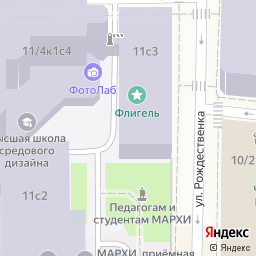 11/4к1с4
11с3
ФотоЛаб
Флигель
ул. Рождественка
высшая школа
средового
дизайна
10/2
11с2
Педагогам и
студентам МАРХИ
© Яндекс
МАРХИ, приёмная